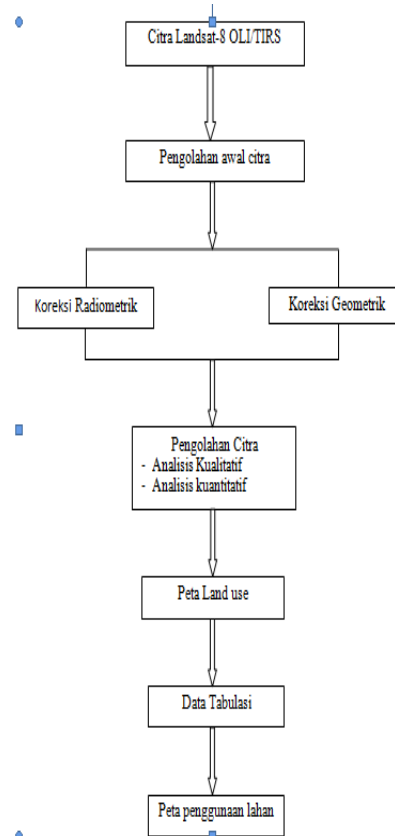 Citra Landsat-8 OLI/TIRS
Pengolahan awal citra
Koreksi Radiometrik
Koreksi Geometrik
Pengolahan Citra
- Analisis Kualitatif
- Analisis kuantitatif
Peta Land use
Data Tabulasi
Peta penggunaan lahan